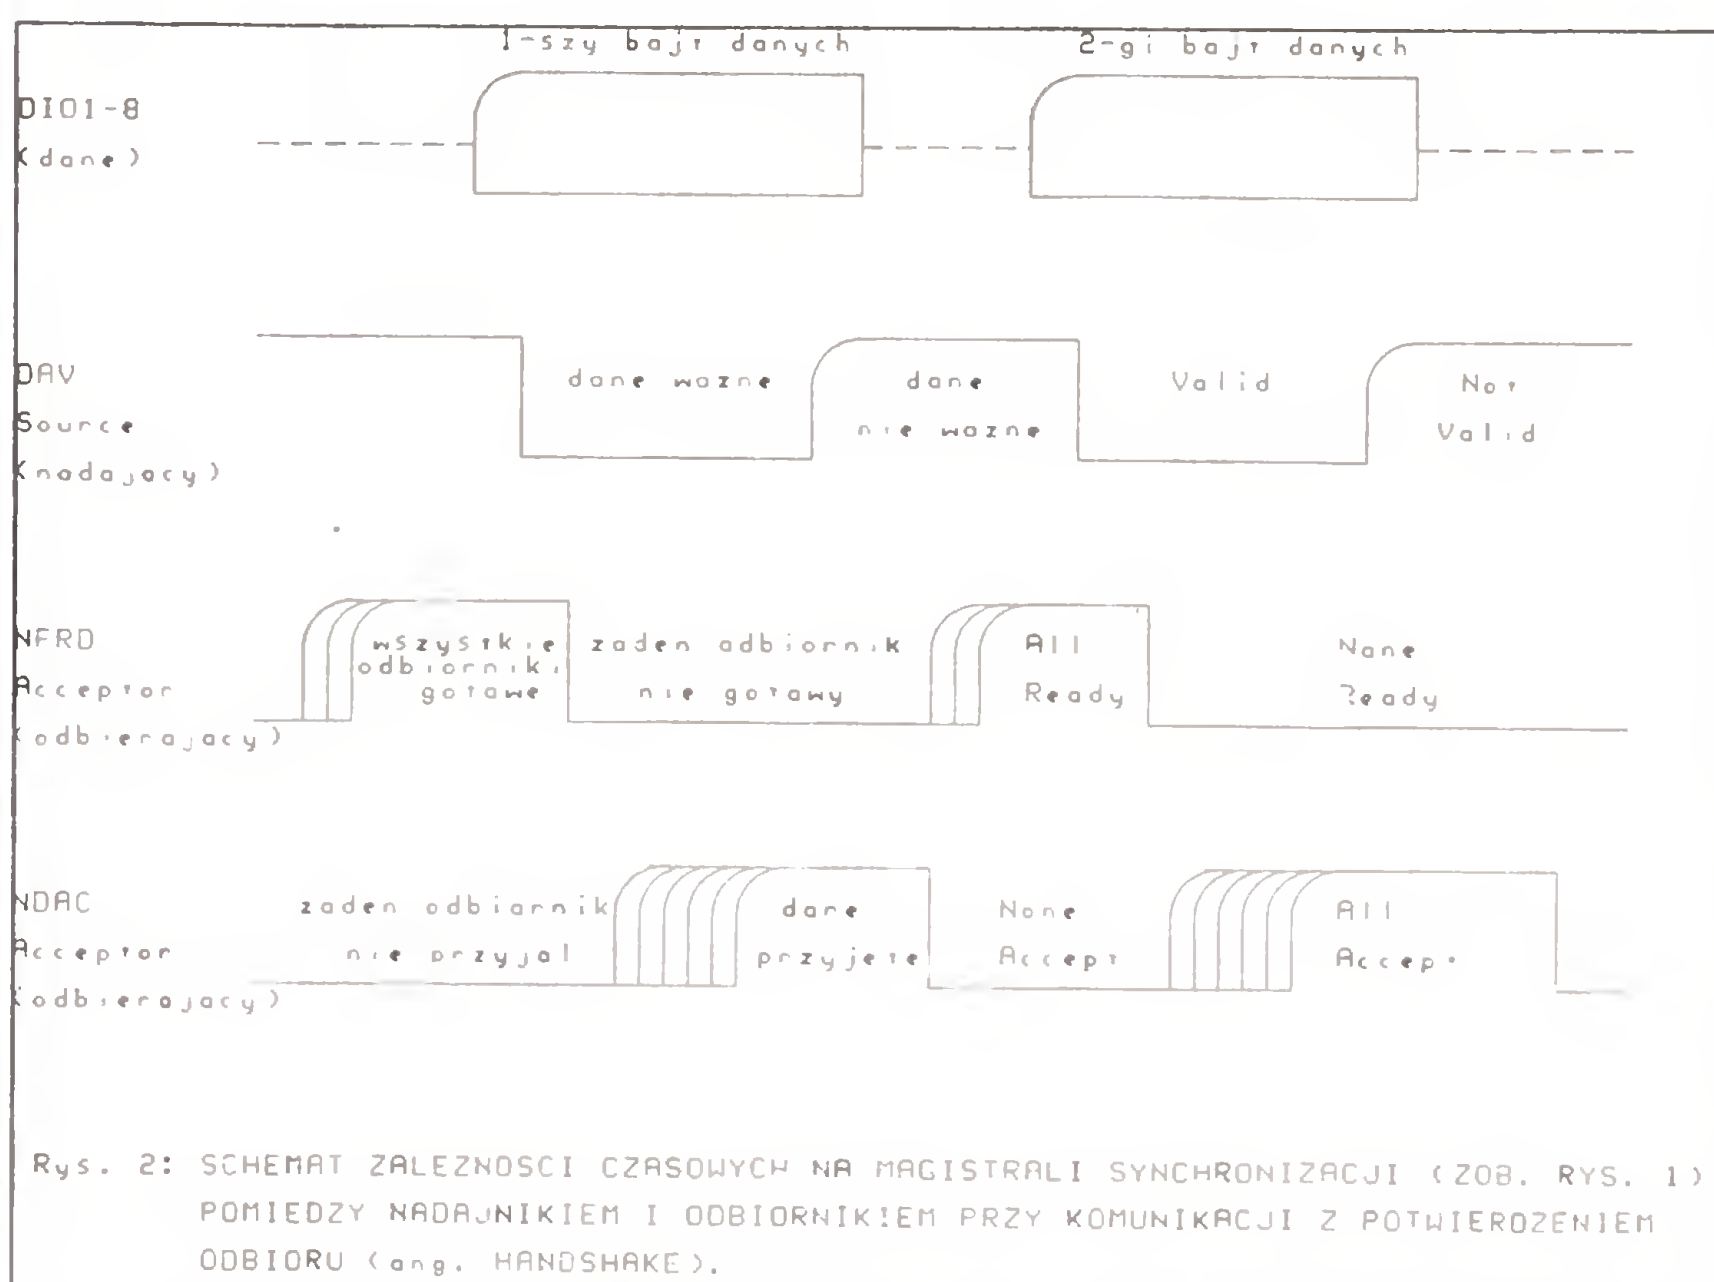 1-szy bajt danych 2-gi bajt danych
DIO1-8
(dane)
DAV
Source
(nadajacy)
dane wazne
dane
nie wazne
Valid
Not
Valid
NFRD
Acceptor
(odbierajacy)
wszystkie
odbiorniki
gotowe
zaden odbiornik
nie gotowy
All
Ready
None
Ready
NDAC
Acceptor
(odbierajacy)
zaden odbiornik
nie przyjal
dane
przyjete
None
Accept
All
Accept
Rys. 2: SCHEMAT ZALEZNOSCI CZASOWYCH NA MAGISTRALI SYNCHRONIZACJI (ZOB. RYS. 1)
POMIEDZY NADAJNIKIEM I ODBIORNIKIEM PRZY KOMUNIKACJI Z POTWIERDZENIEM
ODBIORU (ang. HANDSHAKE).